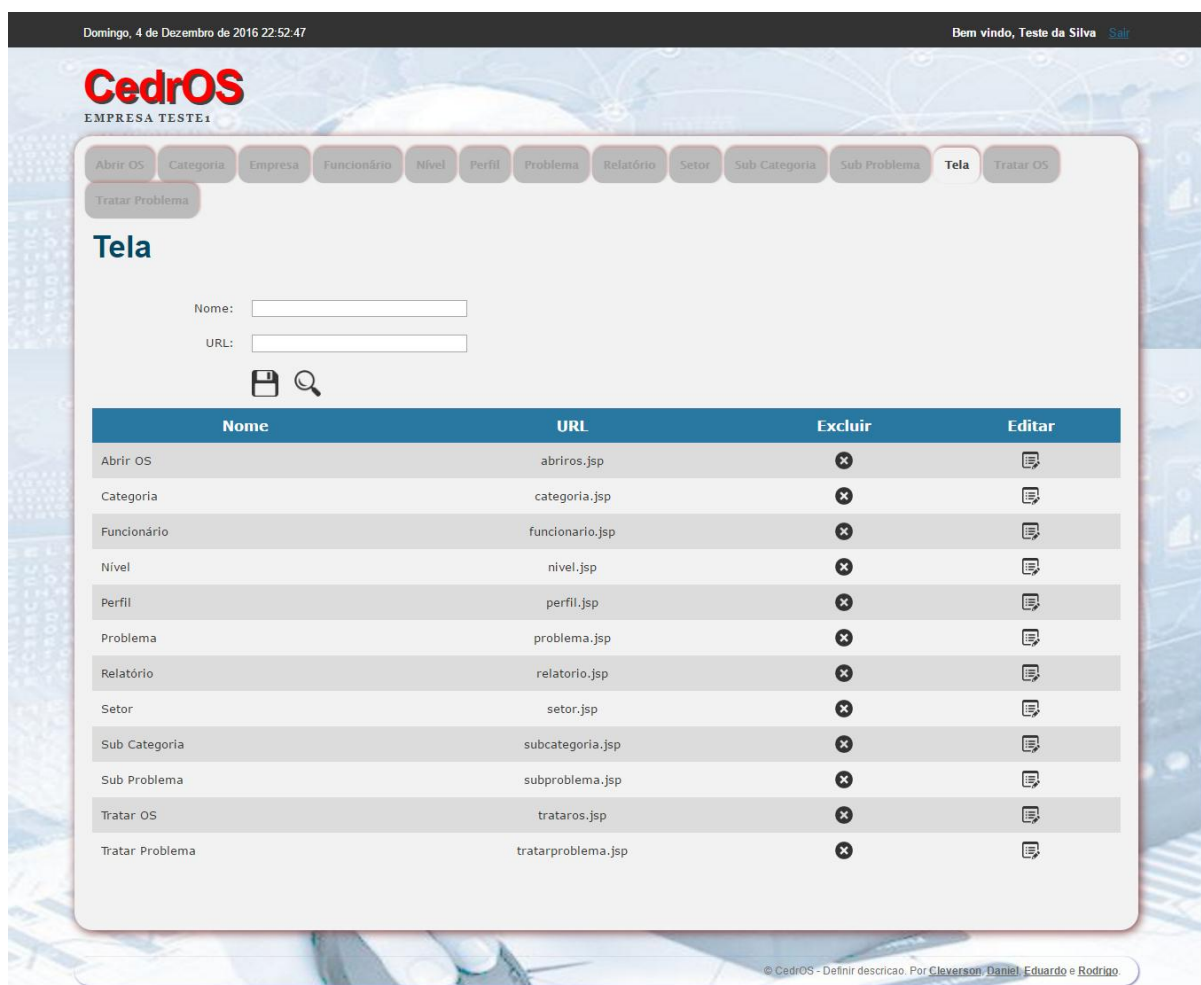 Domingo, 4 de Dezembro de 2016 22:52:47 Bem vindo, Teste da Silva Sair
CedrOS
EMPRESA TESTE1
Abrir OS Categoria Empresa Funcionário Nível Perfil Problema Relatório Setor Sub Categoria Sub Problema Tela Tratar OS
Tratar Problema
Tela
Nome:
URL:
Nome URL Excluir Editar
Abrir OS abriros.jsp
Categoria categoria.jsp
Funcionário funcionario.jsp
Nível nivel.jsp
Perfil perfil.jsp
Problema problema.jsp
Relatório relatorio.jsp
Setor setor.jsp
Sub Categoria subcategoria.jsp
Sub Problema subproblema.jsp
Tratar OS trataros.jsp
Tratar Problema tratarproblema.jsp
© CedrOS - Definir descricao. Por Cleverson, Daniel, Eduardo e Rodrigo.